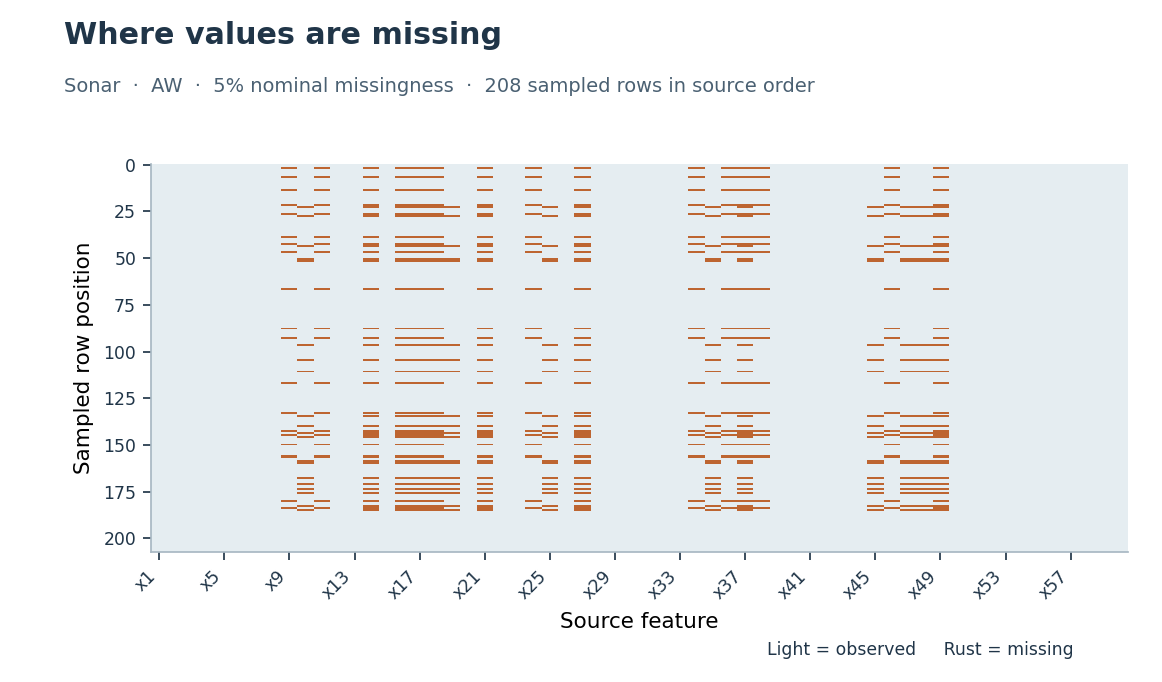 Where values are missing
Sonar · AW · 5% nominal missingness · 208 sampled rows in source order
0
25
50
75
100
125
150
175
200
Sampled row position
x1 x5 x9 x13 x17 x21 x25 x29 x33 x37 x41 x45 x49 x53 x57
Source feature
Light = observed Rust = missing